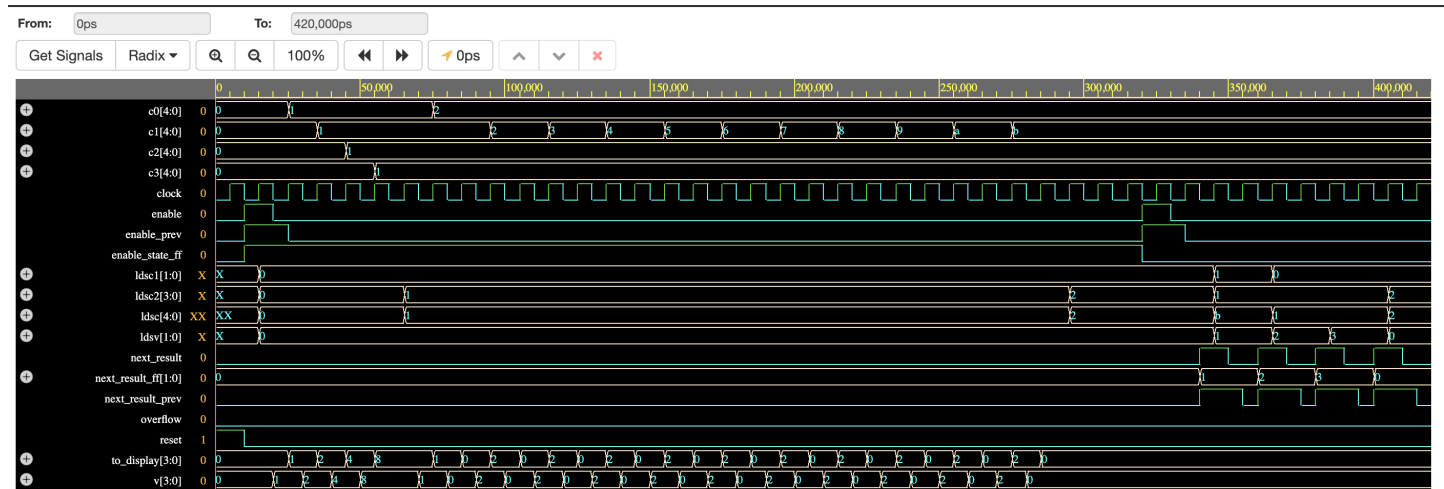 From: 0ps To: 420,000ps
Get Signals Radix 100% 0ps
0 50,000 100,000 150,000 200,000 250,000 300,000 350,000 400,000
c0[4:0] 0 0 1 2
c1[4:0] 0 0 1 2 3 4 5 6 7 8 9 a b
c2[4:0] 0 0 1
c3[4:0] 0 0 1
clock 0
enable 0
enable_prev 0
enable_state_ff 0
ldsc1[1:0] X X 0 1 0
ldsc2[3:0] X X 0 1 2 1 2
ldsc[4:0] XX XX 0 1 2 b 1 2
ldsv[1:0] X X 0 1 2 3 0
next_result 0
next_result_ff[1:0] 0 0 1 2 3 0
next_result_prev 0
overflow 0
reset 1
to_display[3:0] 0 0 1 2 4 8 1 0 2 0 2 0 2 0 2 0 2 0 2 0 2 0 2 0 2 0 2 0
v[3:0] 0 0 1 2 4 8 1 0 2 0 2 0 2 0 2 0 2 0 2 0 2 0 2 0 2 0 2 0